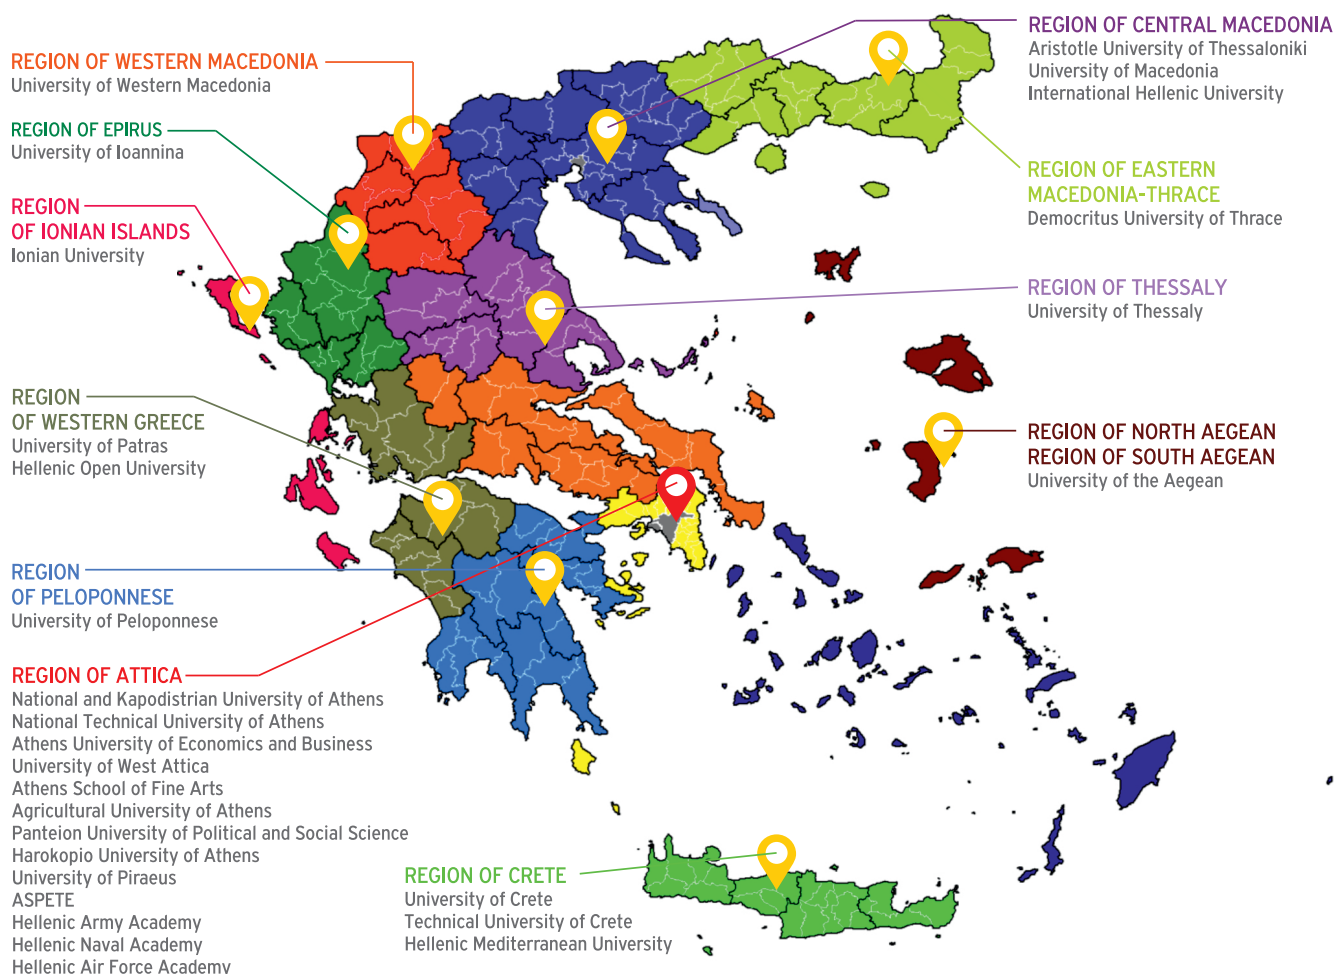 REGION OF WESTERN MACEDONIA
University of Western Macedonia
REGION OF EPIRUS
University of Ioannina
REGION
OF IONIAN ISLANDS
Ionian University
REGION
OF WESTERN GREECE
University of Patras
Hellenic Open University
REGION
OF PELOPONNESE
University of Peloponnese
REGION OF ATTICA
National and Kapodistrian University of Athens
National Technical University of Athens
Athens University of Economics and Business
University of West Attica
Athens School of Fine Arts
Agricultural University of Athens
Panteion University of Political and Social Science
Harokopio University of Athens
University of Piraeus
ASPETE
Hellenic Army Academy
Hellenic Naval Academy
Hellenic Air Force Academy
REGION OF CENTRAL MACEDONIA
Aristotle University of Thessaloniki
University of Macedonia
International Hellenic University
REGION OF EASTERN
MACEDONIA-THRACE
Democritus University of Thrace
REGION OF THESSALY
University of Thessaly
REGION OF NORTH AEGEAN
REGION OF SOUTH AEGEAN
University of the Aegean
REGION OF CRETE
University of Crete
Technical University of Crete
Hellenic Mediterranean University